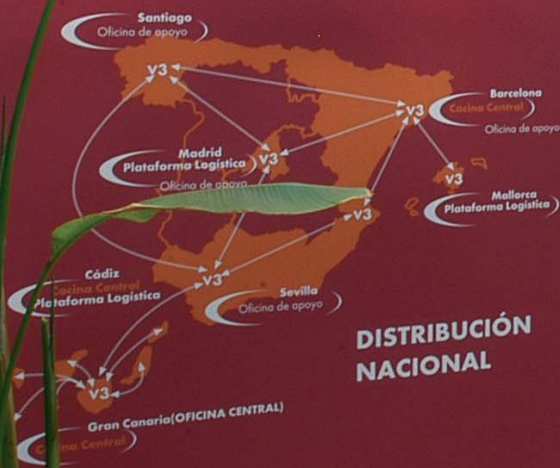 Santiago
Oficina de apoyo
V3
Barcelona
V3
Cocina Central
Oficina de apoyo
Madrid
V3
Plataforma Logística
Oficina de apoyo
V3
Mallorca
Plataforma Logística
V3
Cádiz
Cocina Central
Plataforma Logística
V3
Sevilla
Oficina de apoyo
DISTRIBUCIÓN
NACIONAL
V3
Gran Canaria(OFICINA CENTRAL)
Cocina Central